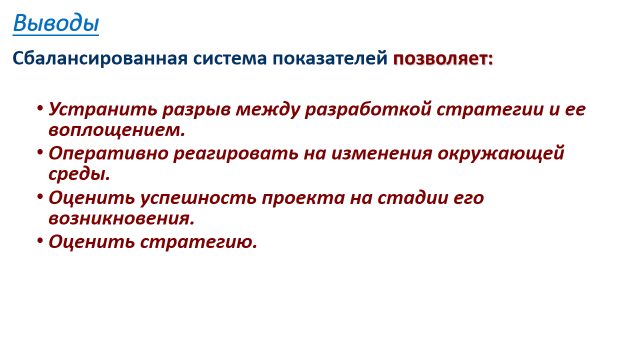 Выводы
Сбалансированная система показателей позволяет:
• Устранить разрыв между разработкой стратегии и ее
воплощением.
• Оперативно реагировать на изменения окружающей
среды.
• Оценить успешность проекта на стадии его
возникновения.
• Оценить стратегию.